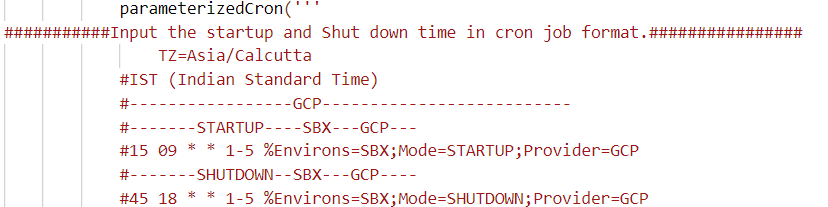 parameterizedCron('''
###########Input the startup and Shut down time in cron job format.################
TZ=Asia/Calcutta
#IST (Indian Standard Time)
#-----------------GCP--------------------------
#-------STARTUP----SBX---GCP---
#15 09 * * 1-5 %Environs=SBX;Mode=STARTUP;Provider=GCP
#-------SHUTDOWN--SBX---GCP----
#45 18 * * 1-5 %Environs=SBX;Mode=SHUTDOWN;Provider=GCP